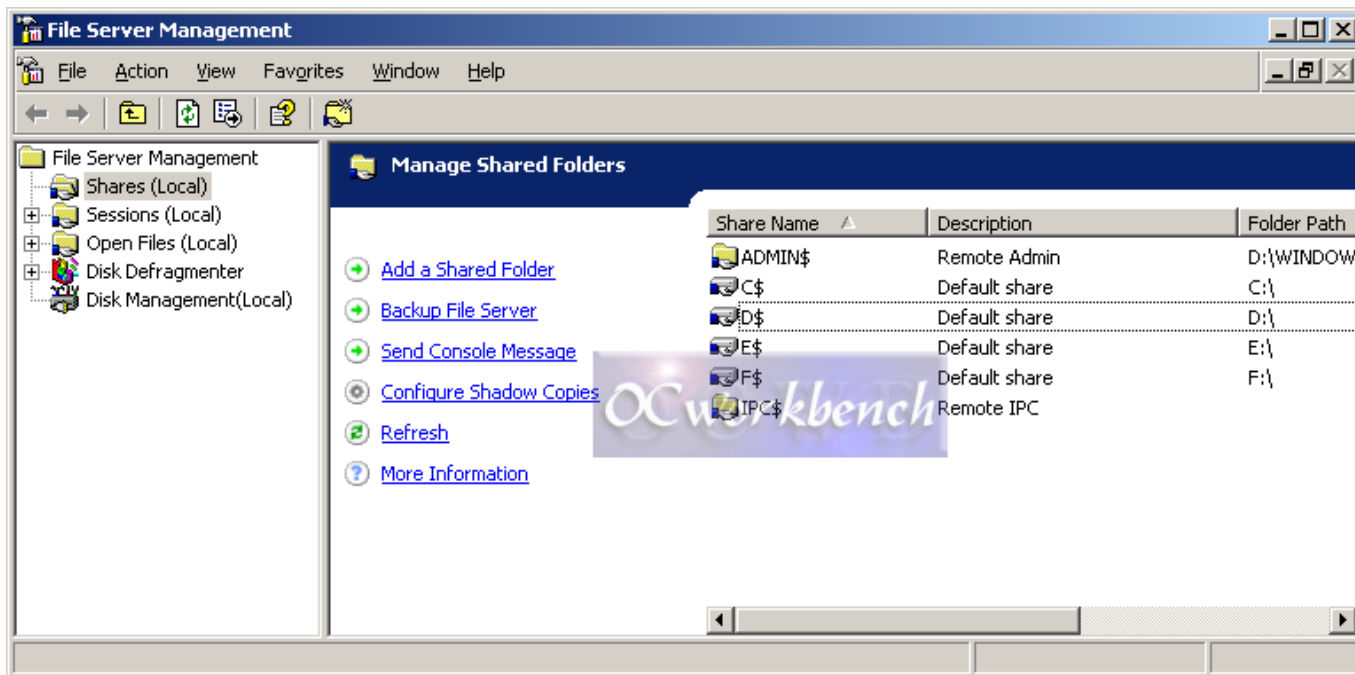 File Server Management
File Action View Favorites Window Help
File Server Management
Shares (Local)
Sessions (Local)
Open Files (Local)
Disk Defragmenter
Disk Management(Local)
Manage Shared Folders
Add a Shared Folder
Backup File Server
Send Console Message
Configure Shadow Copies
Refresh
More Information
Share Name Description Folder Path
ADMIN$ Remote Admin D:\WINDOW
C$ Default share C:\
D$ Default share D:\
E$ Default share E:\
F$ Default share F:\
IPC$ Remote IPC
OCworkbench